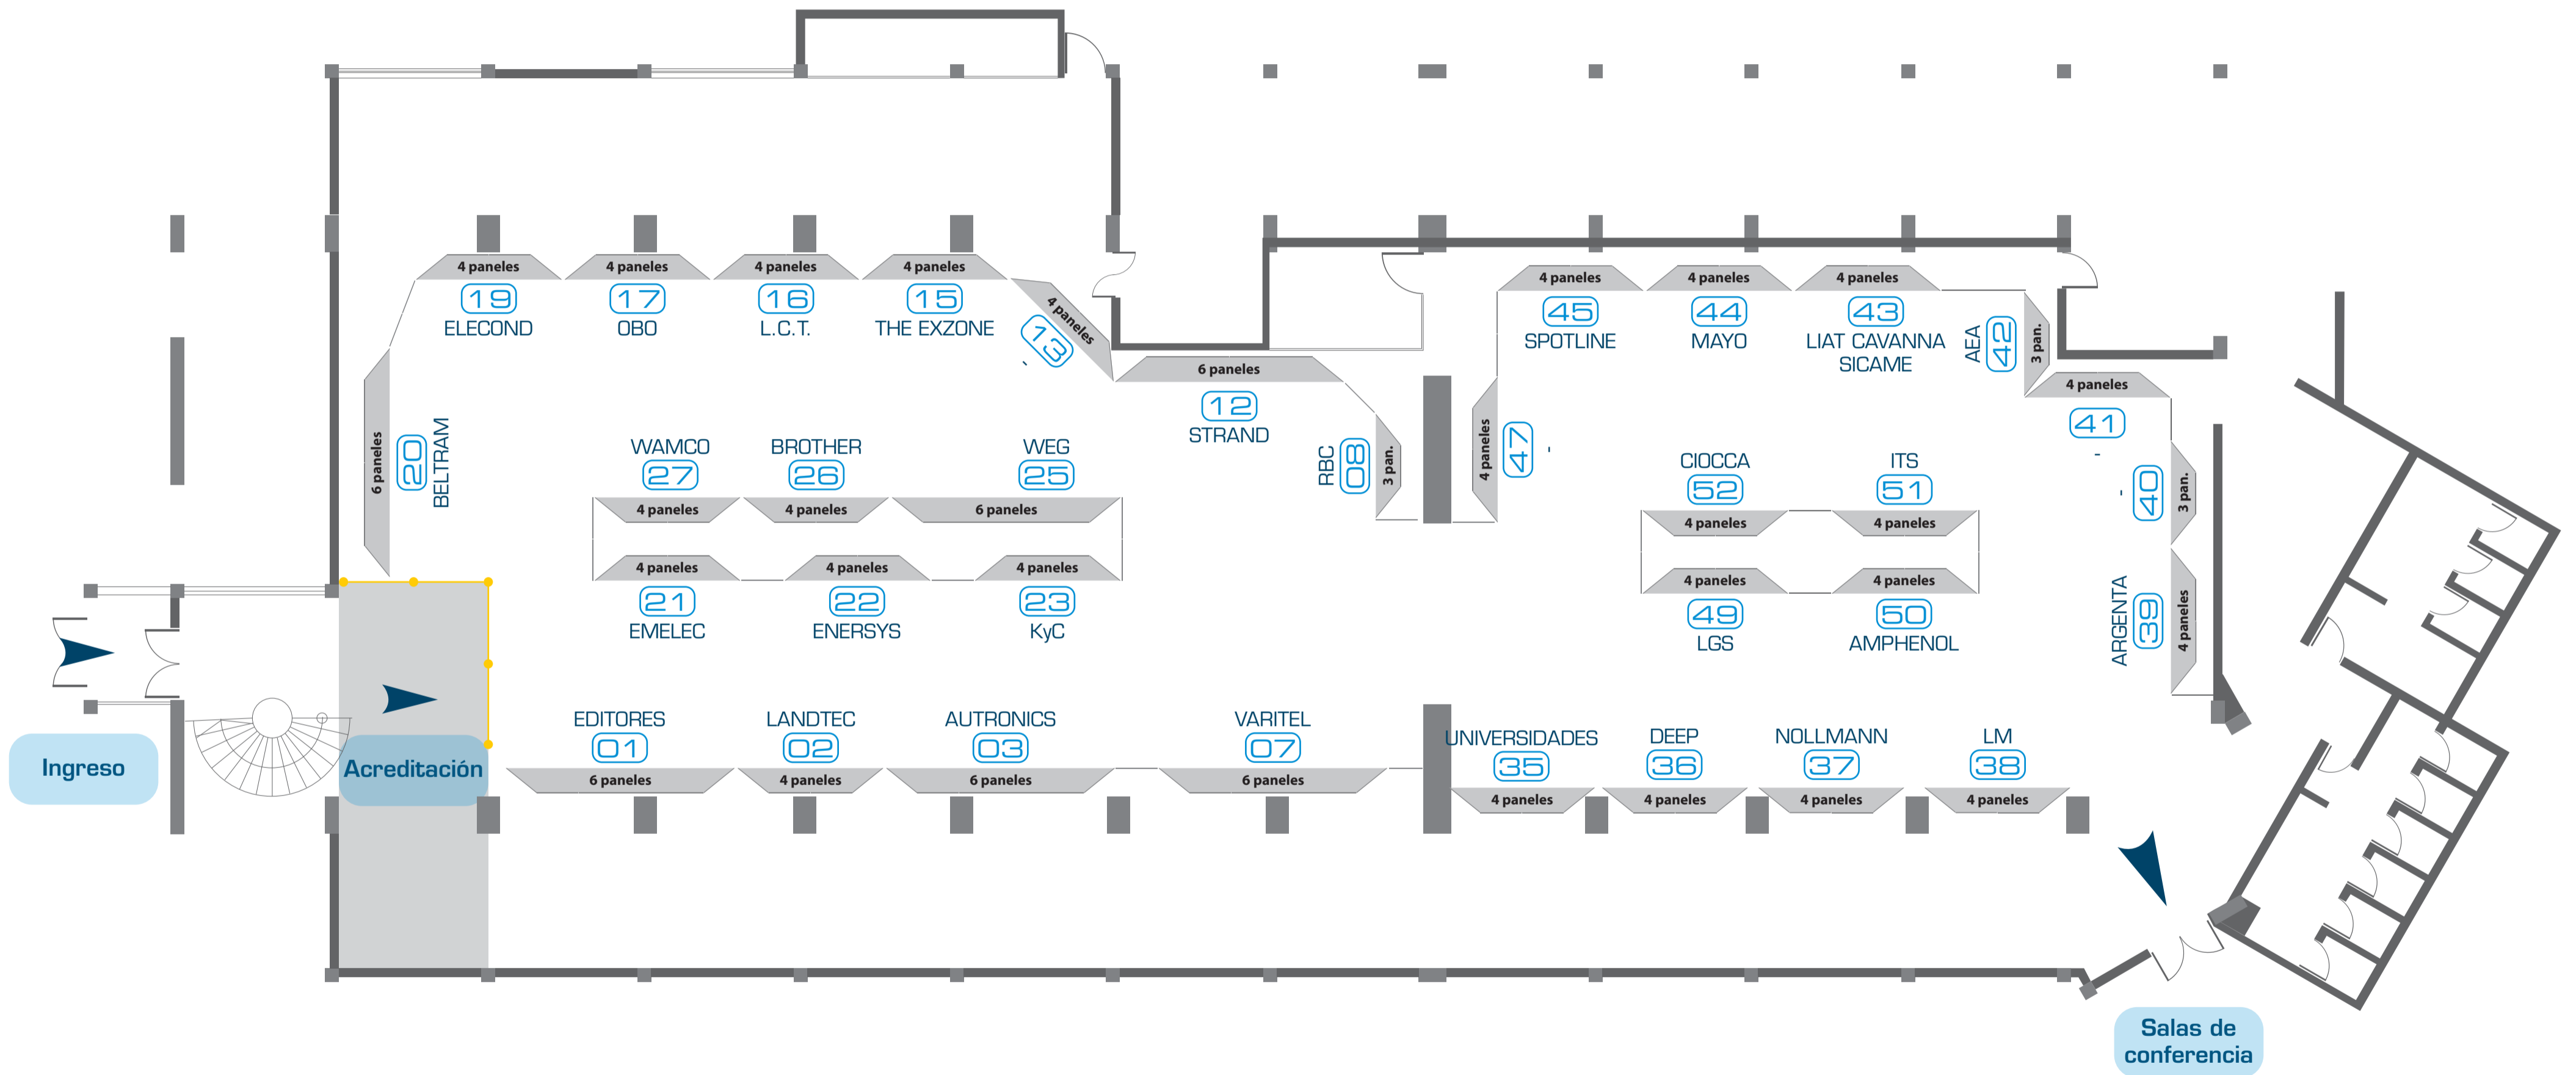 4 paneles
19
ELECOND
4 paneles
17
OBO
4 paneles
16
L.C.T.
4 paneles
15
THE EXZONE
4 paneles
13
-
6 paneles
12
STRAND
RBC
08
3 pan.
6 paneles
20
BELTRAM
WAMCO
27
4 paneles
BROTHER
26
4 paneles
WEG
25
6 paneles
4 paneles
21
EMELEC
4 paneles
22
ENERSYS
4 paneles
23
KyC
EDITORES
01
6 paneles
LANDTEC
02
4 paneles
AUTRONICS
03
6 paneles
VARITEL
07
6 paneles
4 paneles
45
SPOTLINE
4 paneles
44
MAYO
4 paneles
43
LIAT CAVANNA
SICAME
AEA
42
3 pan.
4 paneles
41
-
4 paneles
47
-
-
40
3 pan.
ARGENTA
39
4 paneles
CIOCCA
52
4 paneles
ITS
51
4 paneles
4 paneles
49
LGS
4 paneles
50
AMPHENOL
UNIVERSIDADES
35
4 paneles
DEEP
36
4 paneles
NOLLMANN
37
4 paneles
LM
38
4 paneles
Ingreso
Acreditación
Salas de
conferencia